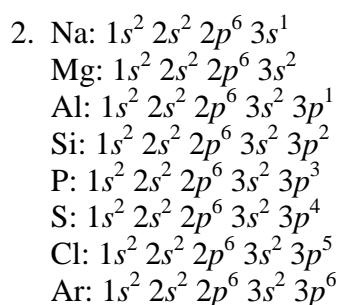 2. Na: 1s² 2s² 2p⁶ 3s¹
Mg: 1s² 2s² 2p⁶ 3s²
Al: 1s² 2s² 2p⁶ 3s² 3p¹
Si: 1s² 2s² 2p⁶ 3s² 3p²
P: 1s² 2s² 2p⁶ 3s² 3p³
S: 1s² 2s² 2p⁶ 3s² 3p⁴
Cl: 1s² 2s² 2p⁶ 3s² 3p⁵
Ar: 1s² 2s² 2p⁶ 3s² 3p⁶